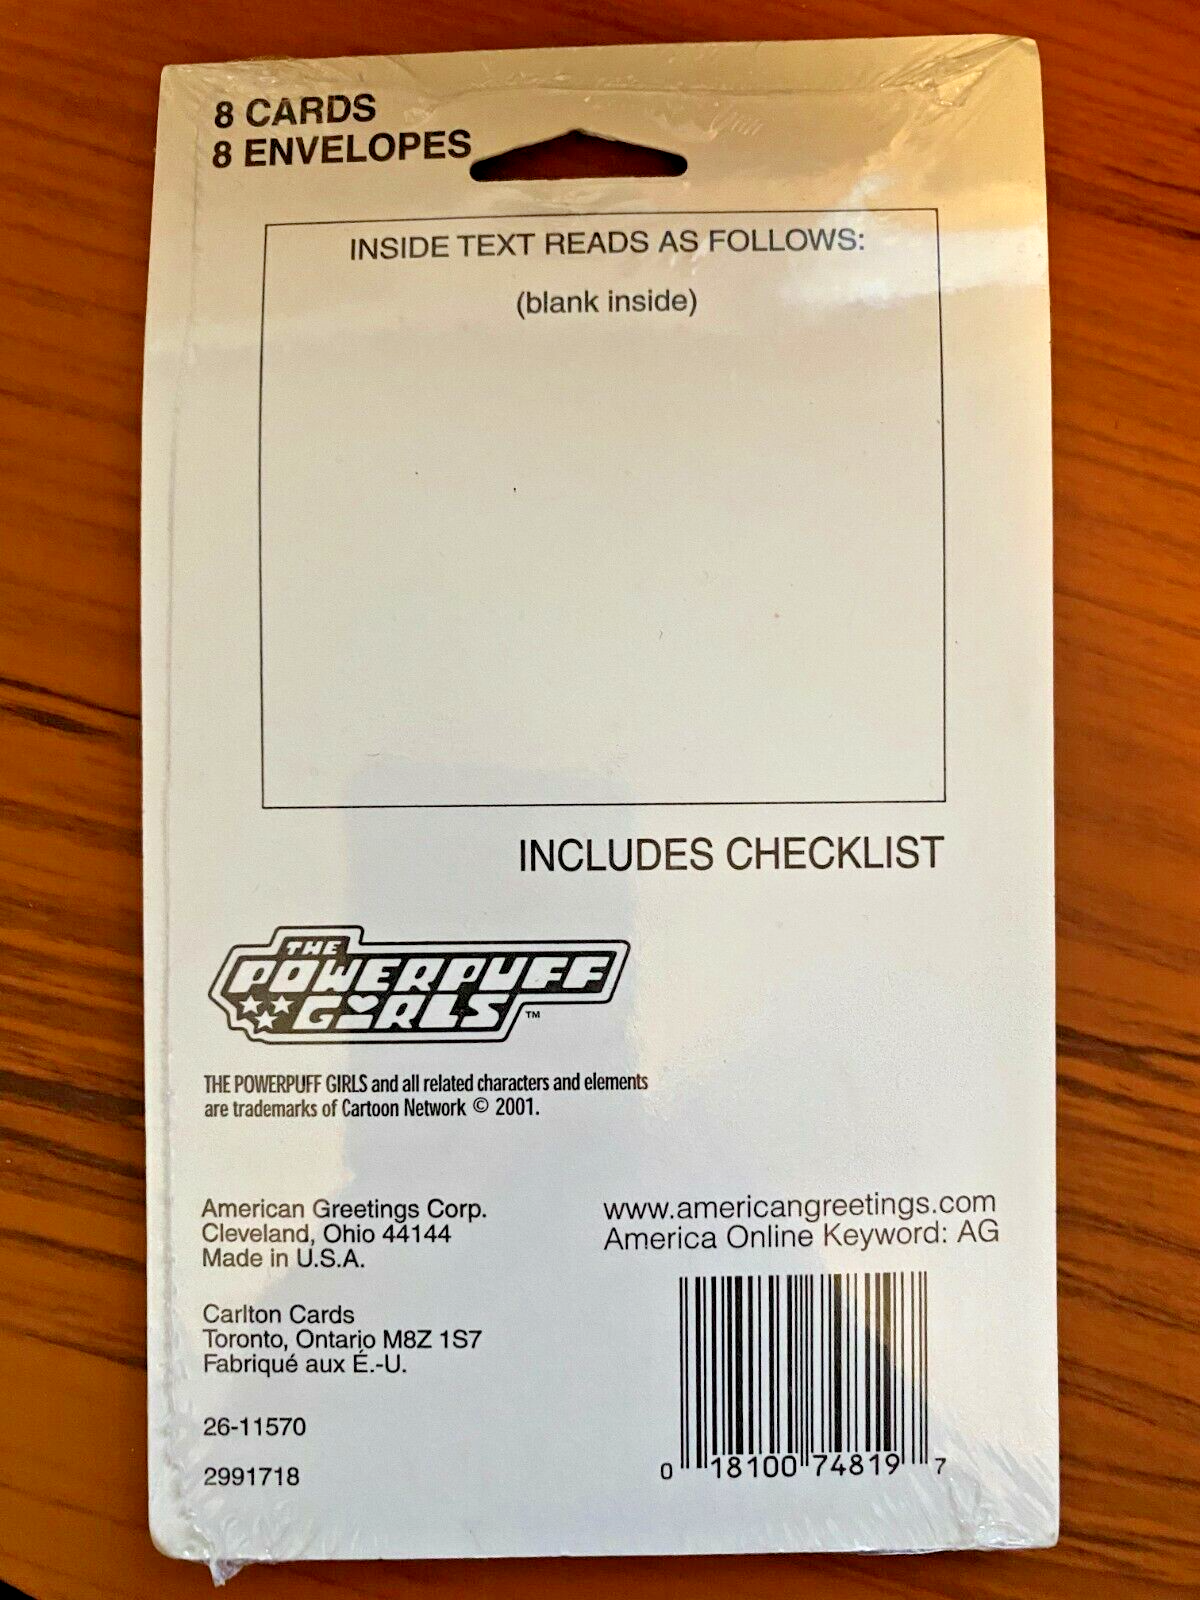 8 CARDS
8 ENVELOPES
INSIDE TEXT READS AS FOLLOWS:
(blank inside)
INCLUDES CHECKLIST
THE
POWERPUFF
GIRLS™
THE POWERPUFF GIRLS and all related characters and elements
are trademarks of Cartoon Network © 2001.
American Greetings Corp.
Cleveland, Ohio 44144
Made in U.S.A.
Carlton Cards
Toronto, Ontario M8Z 1S7
Fabriqué aux É.-U.
26-11570
2991718
www.americangreetings.com
America Online Keyword: AG
0 18100 74819 7